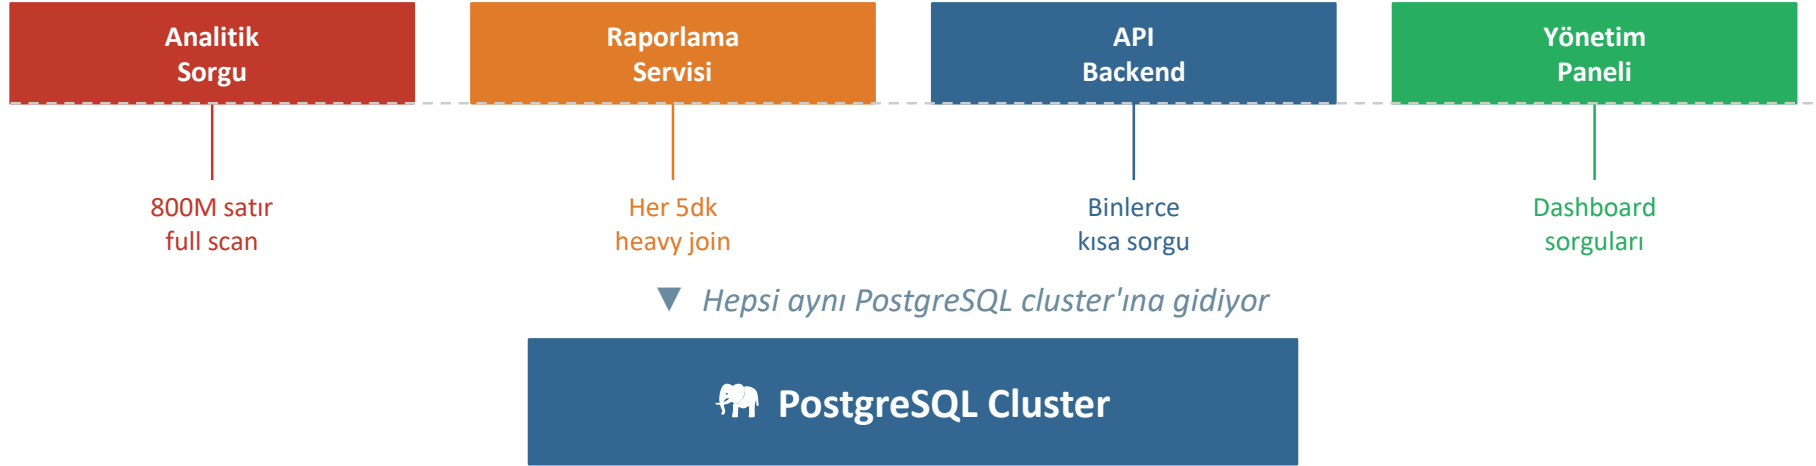 Analitik
Sorgu
Raporlama
Servisi
API
Backend
Yönetim
Paneli
800M satır
full scan
Her 5dk
heavy join
Binlerce
kısa sorgu
Dashboard
sorguları
▼ Hepsi aynı PostgreSQL cluster'ına gidiyor
PostgreSQL Cluster